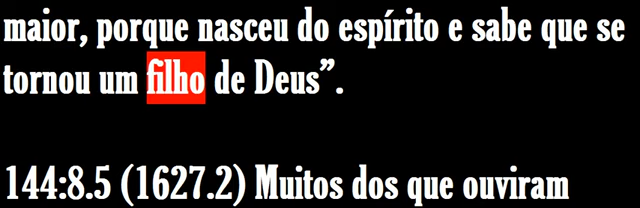 maior, porque nasceu do espírito e sabe que se
tornou um filho de Deus”.
144:8.5 (1627.2) Muitos dos que ouviram